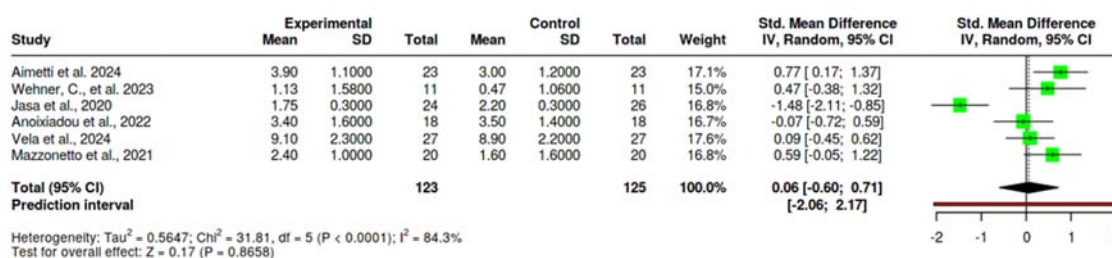 Experimental Control Std. Mean Difference Std. Mean Difference
Study Mean SD Total Mean SD Total Weight IV, Random, 95% CI IV, Random, 95% CI
Aimetti et al. 2024 3.90 1.1000 23 3.00 1.2000 23 17.1% 0.77 [ 0.17; 1.37]
Wehner, C., et al. 2023 1.13 1.5800 11 0.47 1.0600 11 15.0% 0.47 [-0.38; 1.32]
Jasa et al., 2020 1.75 0.3000 24 2.20 0.3000 26 16.8% -1.48 [-2.11; -0.85]
Anoixiadou et al., 2022 3.40 1.6000 18 3.50 1.4000 18 16.8% -0.07 [-0.72; 0.59]
Vela et al., 2024 9.10 2.3000 27 8.90 2.2000 27 17.6% 0.09 [-0.45; 0.62]
Mazzonetto et al., 2021 2.40 1.0000 20 1.60 1.6000 20 16.8% 0.59 [-0.05; 1.22]
Total (95% CI) 123 125 100.0% 0.06 [-0.60; 0.71]
Prediction interval [-2.06; 2.17]
Heterogeneity: Tau² = 0.5647; Chi² = 31.81, df = 5 (P < 0.0001); I² = 84.3%
Test for overall effect: Z = 0.17 (P = 0.8658)
-2 -1 0 1 2